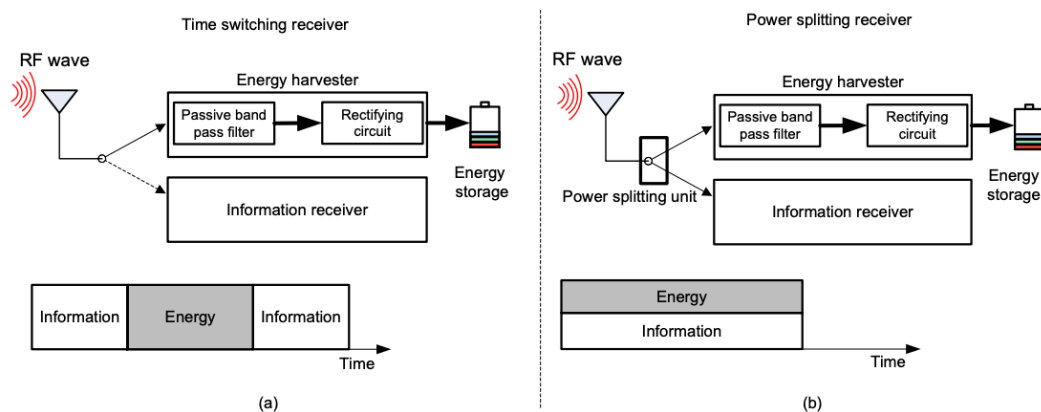 Time switching receiver
RF wave
Energy harvester
Passive band
pass filter
Rectifying
circuit
Energy
storage
Information receiver
Information
Energy
Information
Time
(a)
Power splitting receiver
RF wave
Energy harvester
Passive band
pass filter
Rectifying
circuit
Power splitting unit
Energy
storage
Information receiver
Energy
Information
Time
(b)